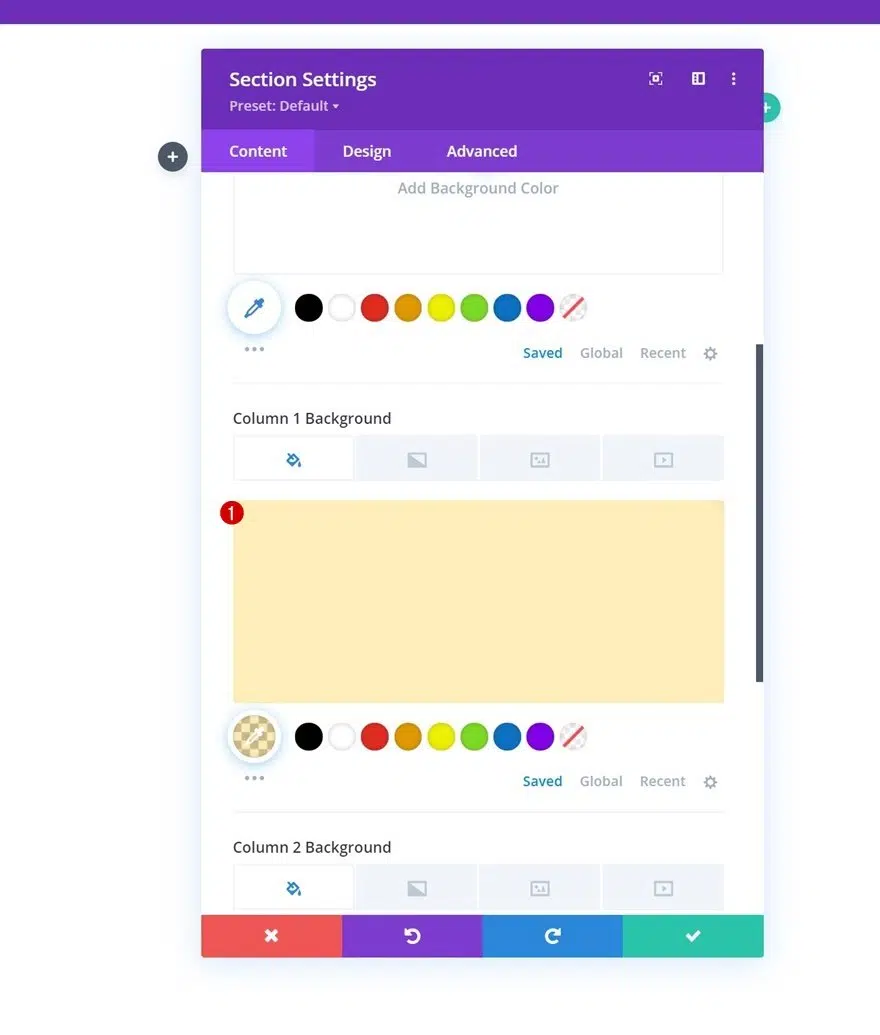 Section Settings
Preset: Default
Content Design Advanced
Add Background Color
Saved Global Recent
Column 1 Background
1
Saved Global Recent
Column 2 Background